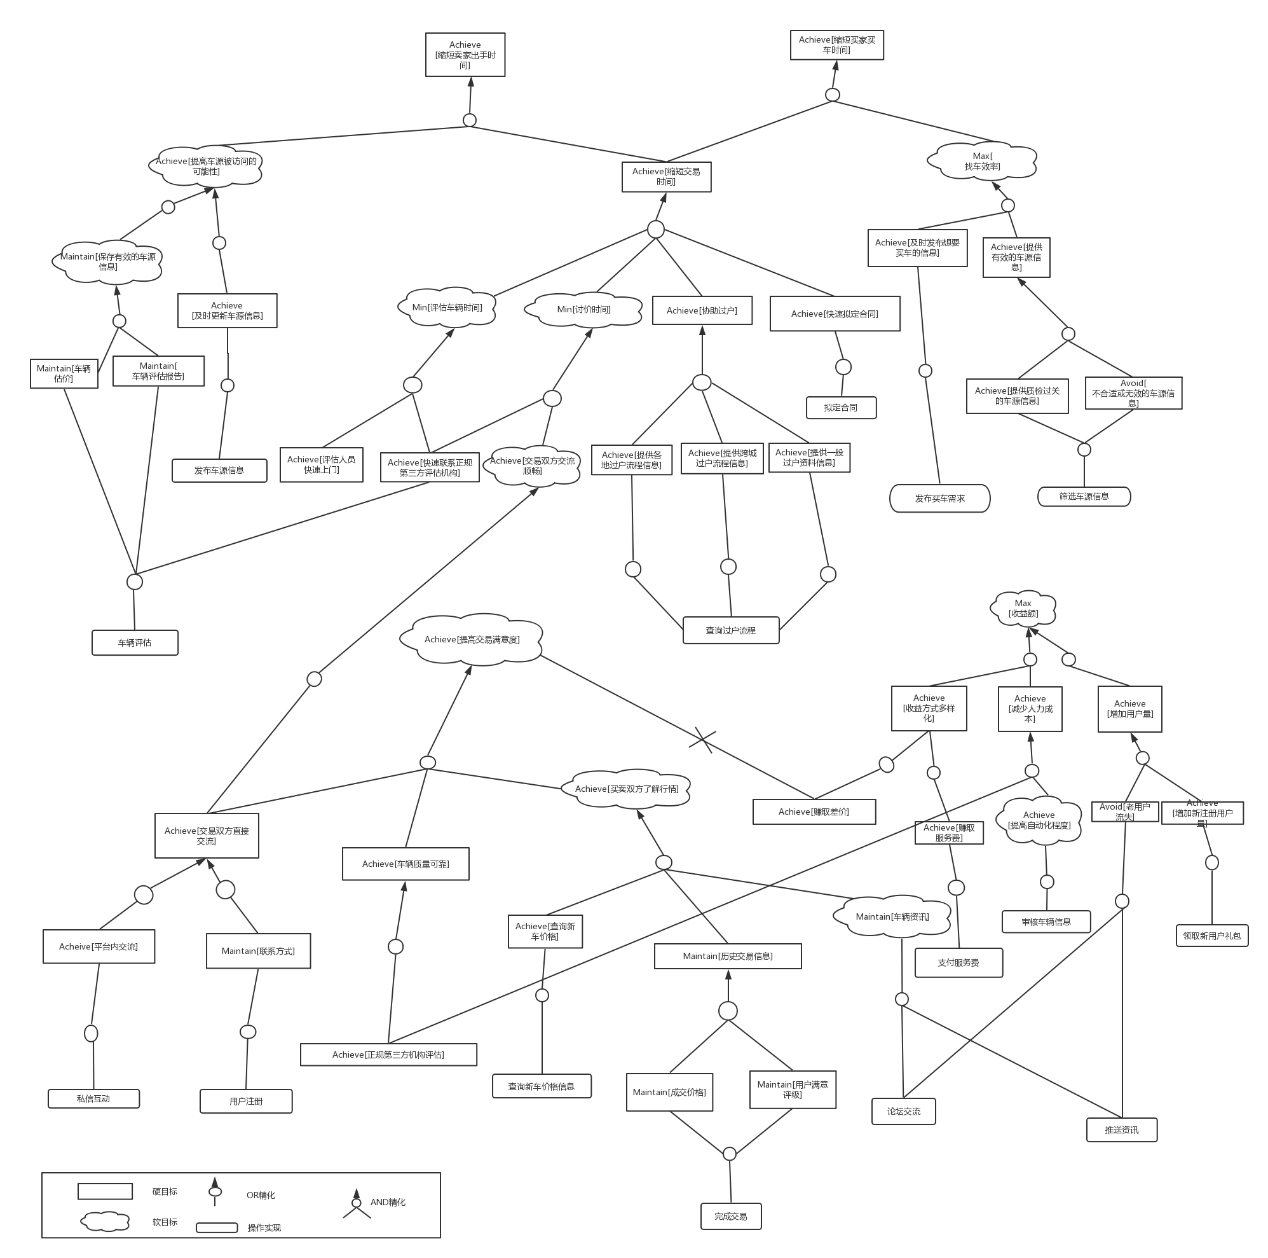 Achieve
[缩短卖家出手时
间]
Achieve[缩短买家买
车时间]
Achieve[提高车源被访问的
可能性]
Achieve[缩短交易
时间]
Max[
找车效率]
Maintain[保存有效的车源
信息]
Achieve
[及时更新车源信息]
Min[评估车辆时间]
Min[讨价时间]
Achieve[协助过户]
Achieve[快速拟定合同]
Achieve[及时发布想要
买车的信息]
Achieve[提供
有效的车源信
息]
Maintain[车辆
估价]
Maintain[
车辆评估报告]
拟定合同
Achieve[提供质检过关
的车源信息]
Avoid[
不合适或无效的车源信
息]
发布车源信息
Achieve[评估人员
快速上门]
Achieve[快速联系正规
第三方评估机构]
Achieve[交易双方交流
顺畅]
Achieve[提供各
地过户流程信息]
Achieve[提供跨城
过户流程信息]
Achieve[提供一般
过户资料信息]
发布买车需求
筛选车源信息
车辆评估
查询过户流程
Achieve[提高交易满意度]
Max
[收益额]
Achieve
[收益方式多样
化]
Achieve
[减少人力成
本]
Achieve
[增加用户量]
Achieve[买卖双方了解行情]
Achieve[赚取差价]
Achieve[赚取
服务费]
Achieve
[提高自动化程度]
Avoid[老用户
流失]
Achieve
[增加新注册用户
量]
Achieve[交易双方直接
交流]
Achieve[车辆质量可靠]
Acheive[平台内交流]
Maintain[联系方式]
Achieve[查询新
车价格]
Maintain[车辆资讯]
审核车辆信息
领取新用户礼包
Maintain[历史交易信息]
支付服务费
Achieve[正规第三方机构评估]
私信互动
用户注册
查询新车价格信息
Maintain[成交价格]
Maintain[用户满意
评级]
论坛交流
推送资讯
完成交易
硬目标
OR精化
AND精化
软目标
操作实现